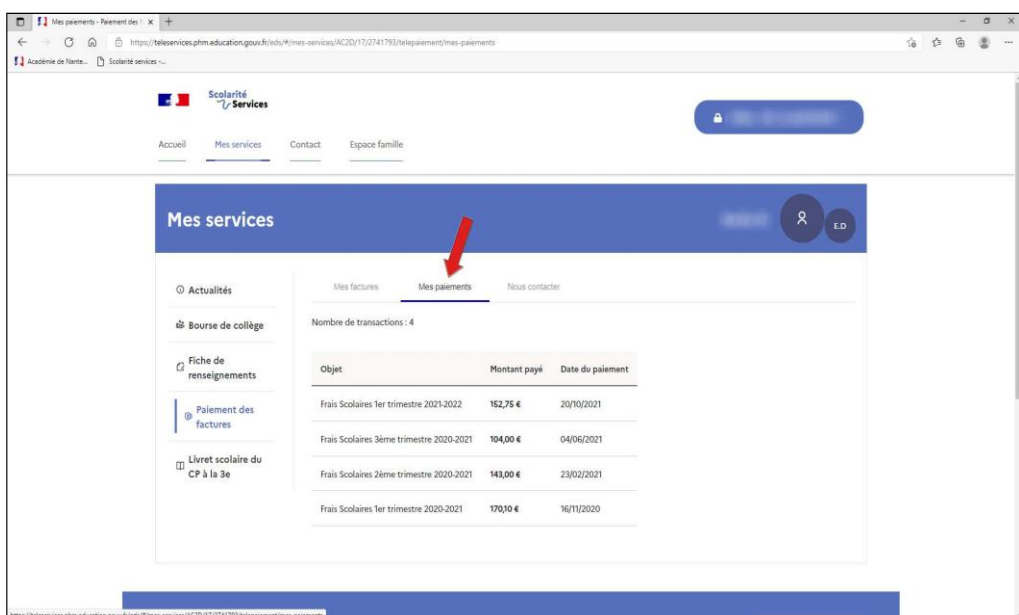 Mes paiements - Paiement des f
https://teleservices.phm.education.gouv.fr/eds/#/mes-services/AC2D/17/2741793/telepaiement/mes-paiements
Académie de Nante...
Scolarité services -...
Scolarité
Services
Accueil
Mes services
Contact
Espace famille
Mes services
E.D
Actualités
Bourse de collège
Fiche de
renseignements
Paiement des
factures
Livret scolaire du
CP à la 3e
Mes factures
Mes paiements
Nous contacter
Nombre de transactions : 4
Objet Montant payé Date du paiement
Frais Scolaires 1er trimestre 2021-2022 152,75 € 20/10/2021
Frais Scolaires 3ème trimestre 2020-2021 104,00 € 04/06/2021
Frais Scolaires 2ème trimestre 2020-2021 143,00 € 23/02/2021
Frais Scolaires 1er trimestre 2020-2021 170,10 € 16/11/2020